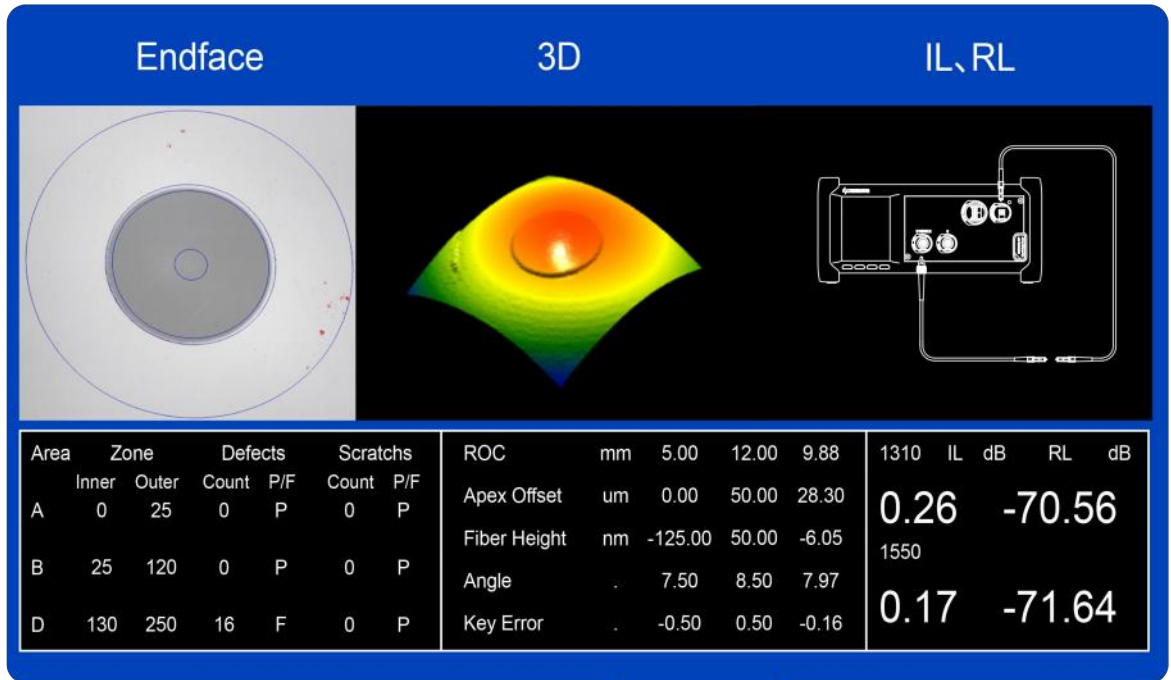 Endface 3D IL、RL
Area Zone Defects Scratchs
Inner Outer Count P/F Count P/F
A 0 25 0 P 0 P
B 25 120 0 P 0 P
D 130 250 16 F 0 P
ROC mm 5.00 12.00 9.88
Apex Offset um 0.00 50.00 28.30
Fiber Height nm -125.00 50.00 -6.05
Angle . 7.50 8.50 7.97
Key Error . -0.50 0.50 -0.16
1310 IL dB RL dB
0.26 -70.56
1550
0.17 -71.64